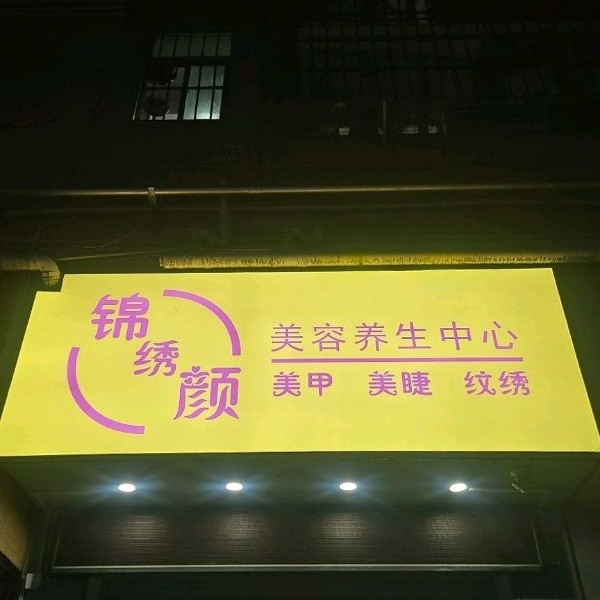 锦绣颜
美容养生中心
美甲 美睫 纹绣